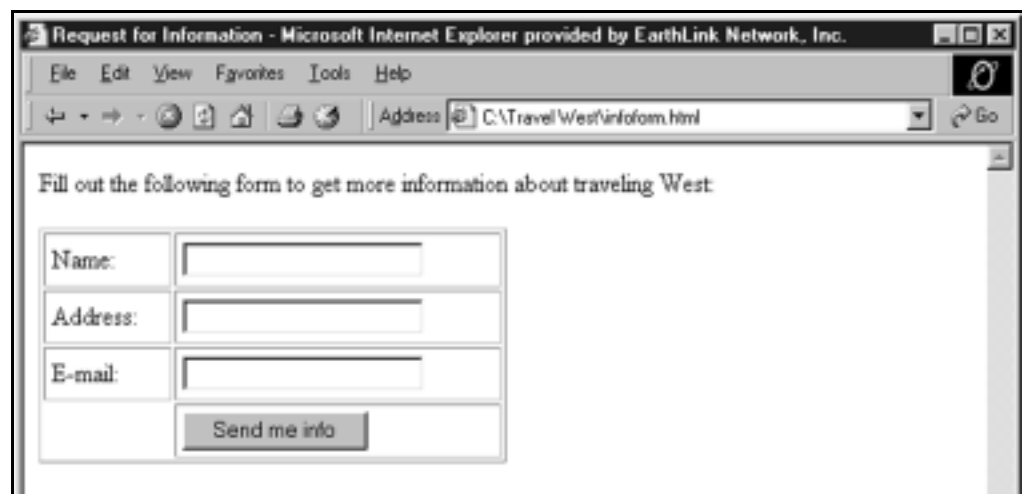 Request for Information - Microsoft Internet Explorer provided by EarthLink Network, Inc.
File Edit View Favorites Tools Help
Address C:\Travel West\infoform.html Go
Fill out the following form to get more information about traveling West:
Name:
Address:
E-mail:
Send me info